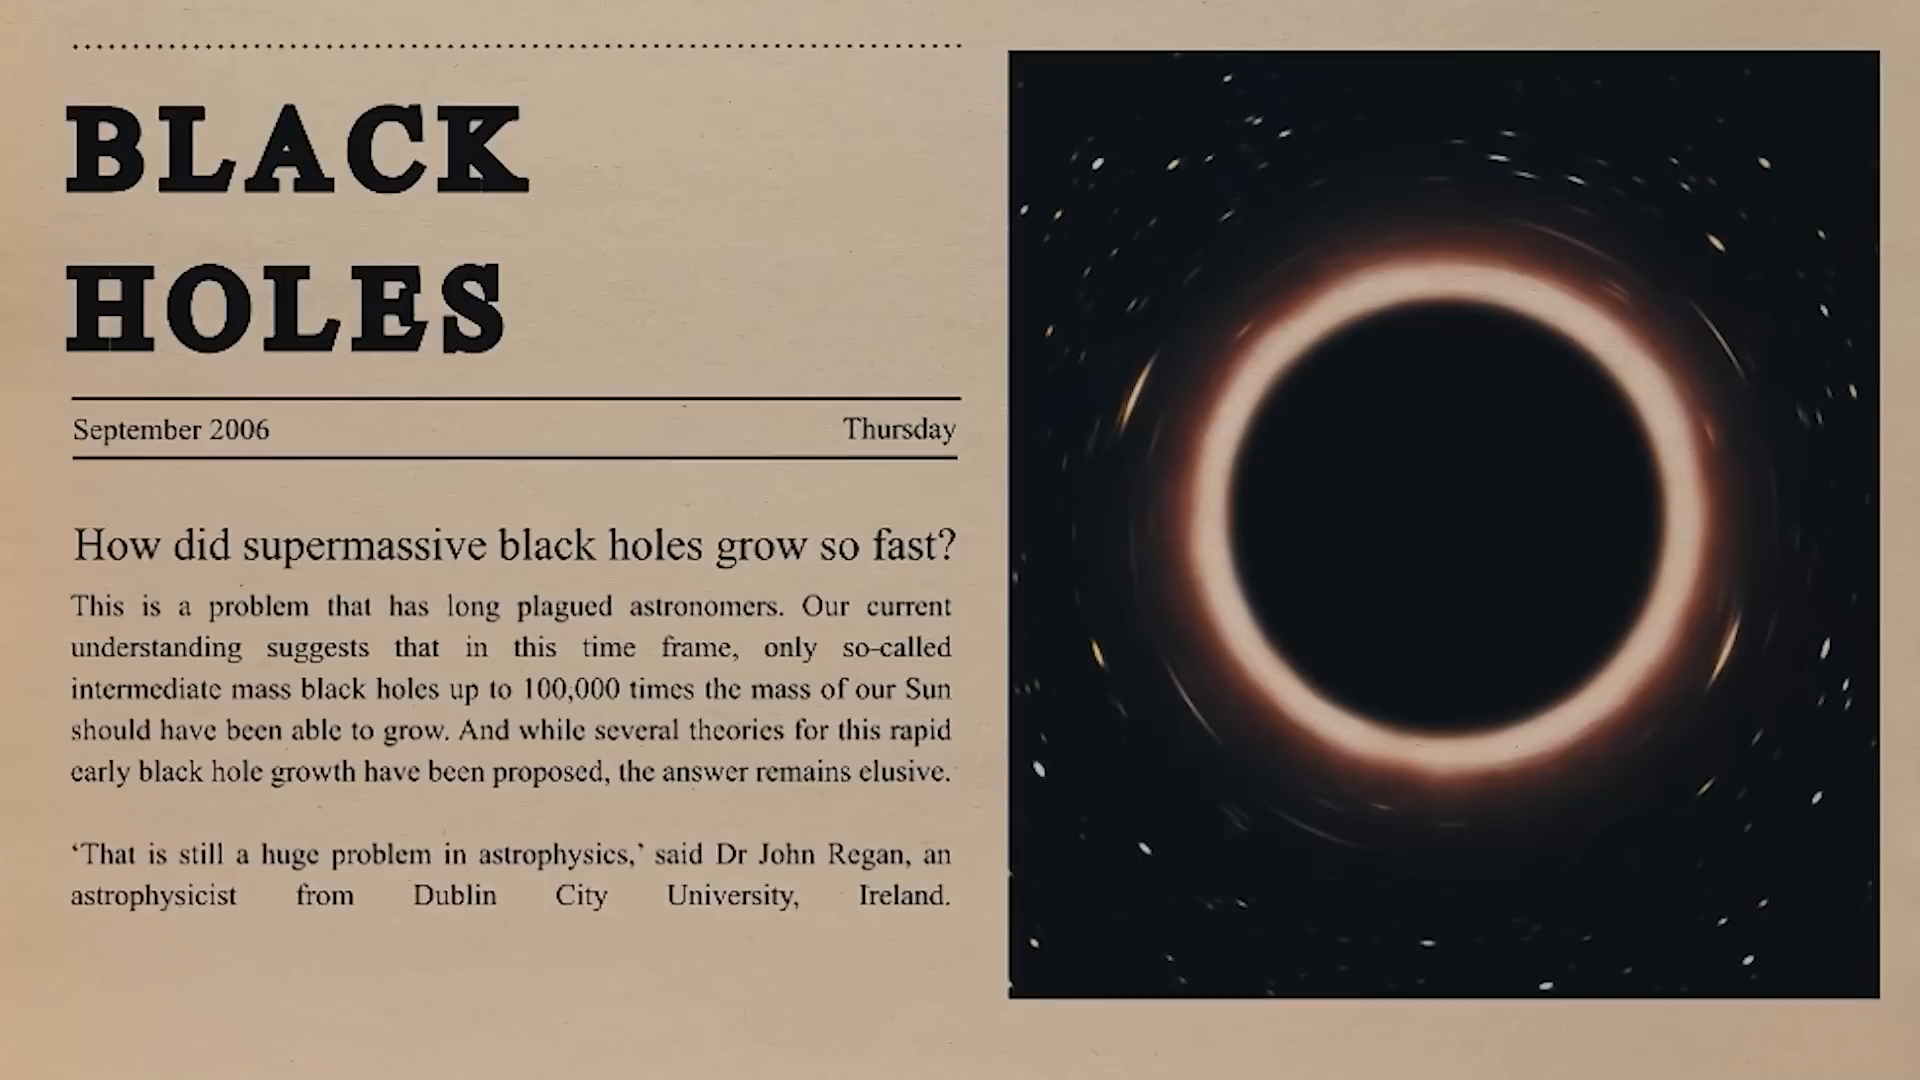 BLACK
HOLES
September 2006 Thursday
How did supermassive black holes grow so fast?
This is a problem that has long plagued astronomers. Our current
understanding suggests that in this time frame, only so-called
intermediate mass black holes up to 100,000 times the mass of our Sun
should have been able to grow. And while several theories for this rapid
early black hole growth have been proposed, the answer remains elusive.
‘That is still a huge problem in astrophysics,’ said Dr John Regan, an
astrophysicist from Dublin City University, Ireland.